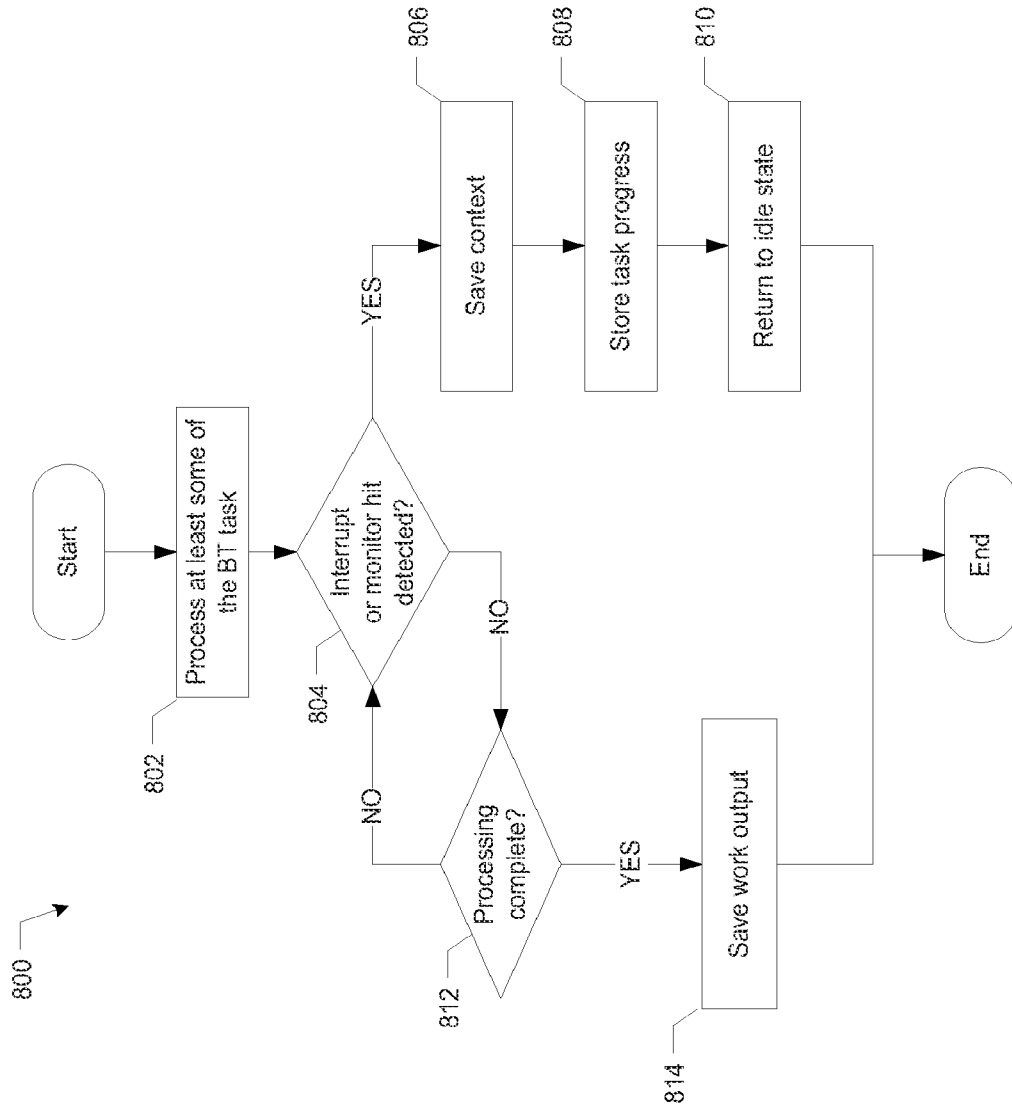 800
Start
802
Process at least some of
the BT task
804
Interrupt
or monitor hit
detected?
YES
NO
806
Save context
808
Store task progress
810
Return to idle state
812
Processing
complete?
NO
YES
814
Save work output
End